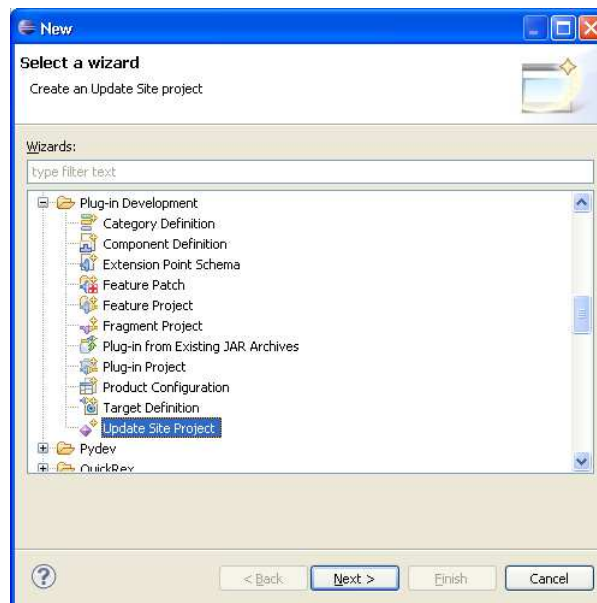 New
Select a wizard
Create an Update Site project
Wizards:
type filter text
Plug-in Development
Category Definition
Component Definition
Extension Point Schema
Feature Patch
Feature Project
Fragment Project
Plug-in from Existing JAR Archives
Plug-in Project
Product Configuration
Target Definition
Update Site Project
Pydev
QuickRex
? < Back Next > Finish Cancel